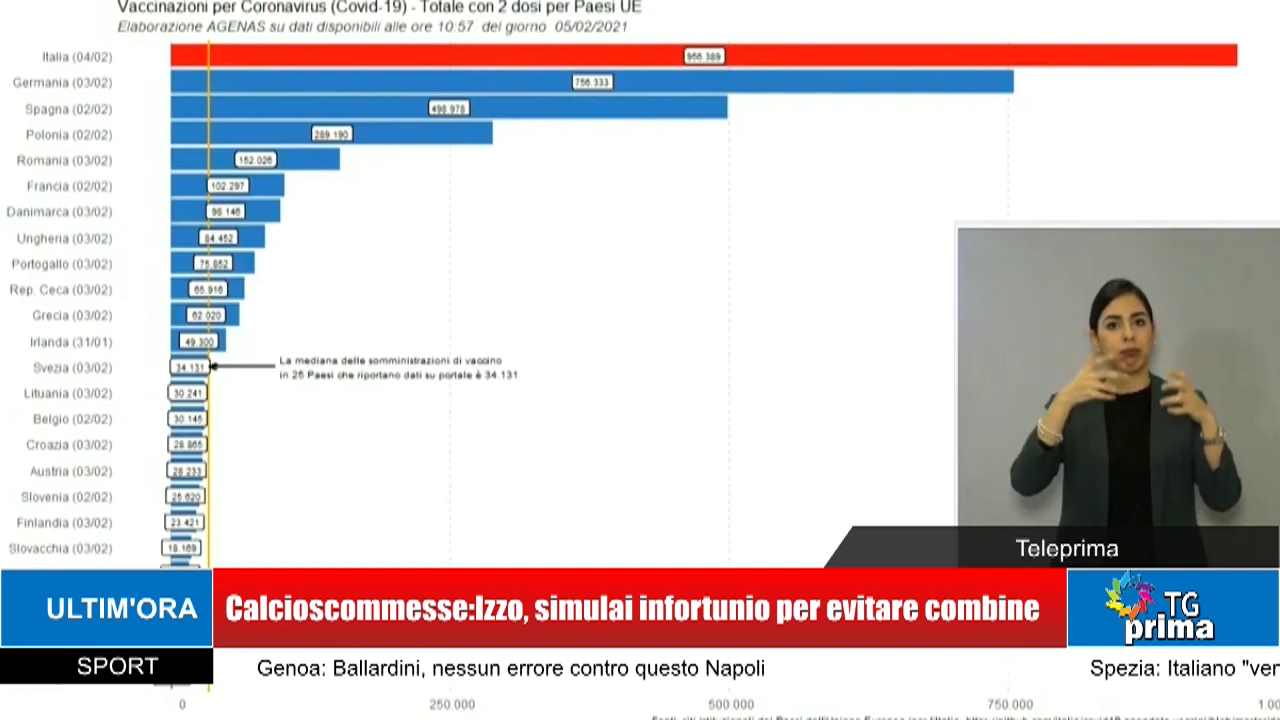 Vaccinazioni per Coronavirus (Covid-19) - Totale con 2 dosi per Paesi UE
Elaborazione AGENAS su dati disponibili alle ore 10:57 del giorno 05/02/2021
Italia (04/02)
Germania (03/02)
756.333
Spagna (02/02)
498.978
Polonia (02/02)
289.190
Romania (03/02)
152.026
Francia (02/02)
102.297
Danimarca (03/02)
98.146
Ungheria (03/02)
84.452
Portogallo (03/02)
75.852
Rep. Ceca (03/02)
65.916
Grecia (03/02)
62.020
Irlanda (31/01)
49.300
Svezia (03/02)
34.131
La mediana delle somministrazioni di vaccino
in 25 Paesi che riportano dati su portale è 34.131
Lituania (03/02)
30.241
Belgio (02/02)
30.145
Croazia (03/02)
28.865
Austria (03/02)
28.233
Slovenia (02/02)
25.620
Finlandia (03/02)
23.421
Slovacchia (03/02)
18.169
Teleprima
ULTIM'ORA
Calcioscommesse:Izzo, simulai infortunio per evitare combine
TG
prima
SPORT
Genoa: Ballardini, nessun errore contro questo Napoli
Spezia: Italiano "ver
0
250.000
500.000
750.000
1.00